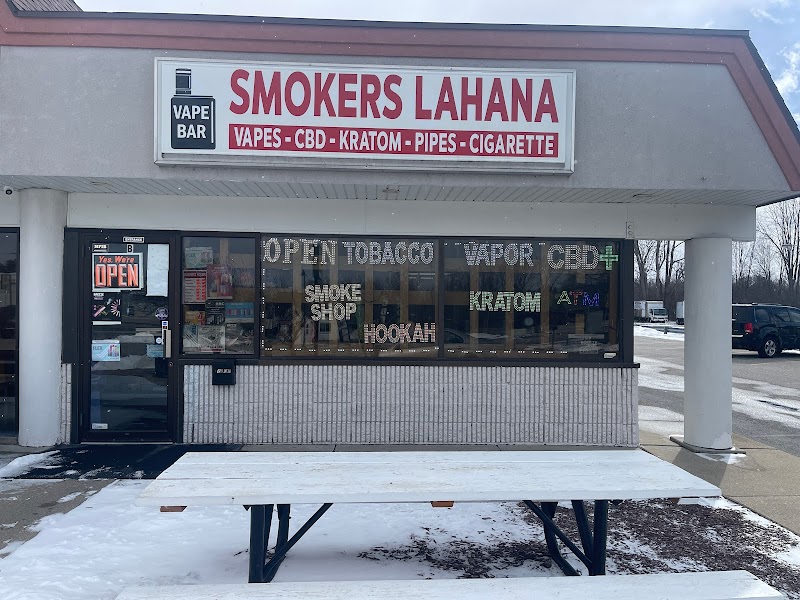 VAPE
BAR
SMOKERS LAHANA
VAPES - CBD - KRATOM - PIPES - CIGARETTE
B
Yes, We're
OPEN
OPEN TOBACCO VAPOR CBD+
SMOKE
SHOP
KRATOM ATM
HOOKAH